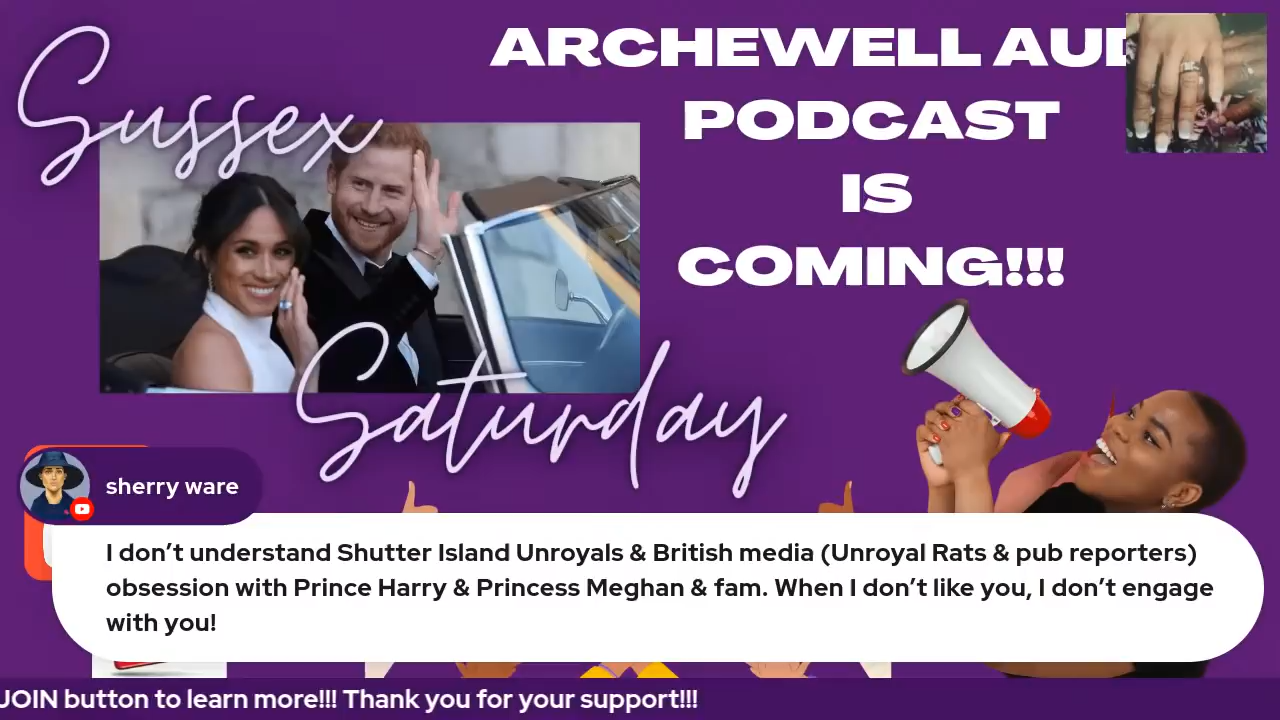 Sussex
Saturday
ARCHEWELL AUD
PODCAST
IS
COMING!!!
sherry ware
I don’t understand Shutter Island Unroyals & British media (Unroyal Rats & pub reporters)
obsession with Prince Harry & Princess Meghan & fam. When I don’t like you, I don’t engage
with you!
JOIN button to learn more!!! Thank you for your support!!!